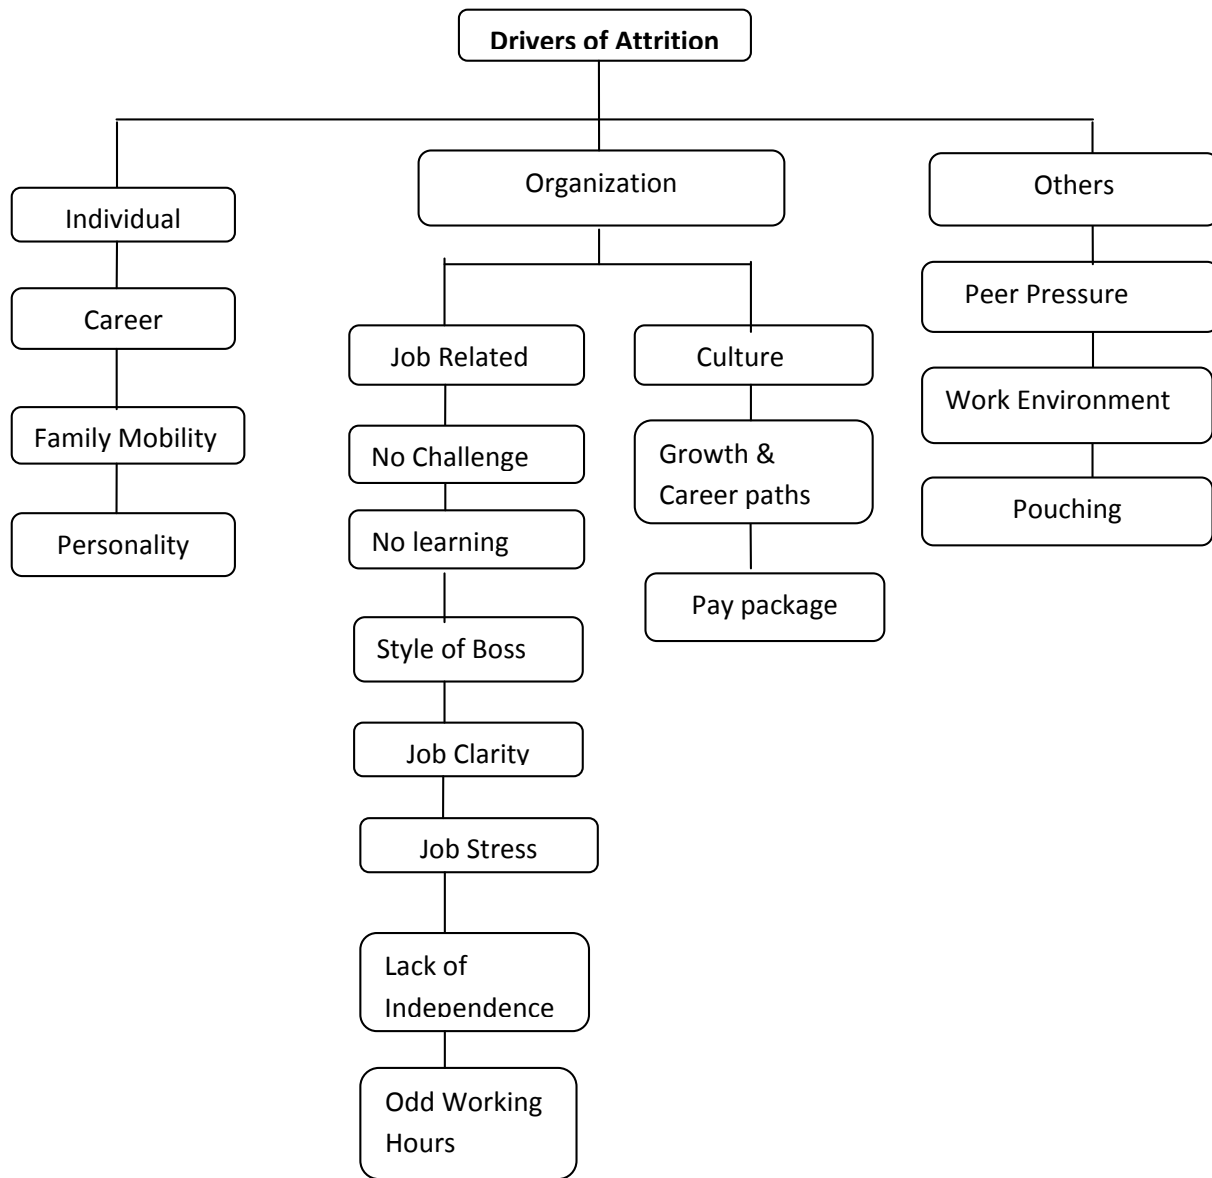 Drivers of Attrition
Individual
Career
Family Mobility
Personality
Organization
Job Related
No Challenge
No learning
Style of Boss
Job Clarity
Job Stress
Lack of
Independence
Odd Working
Hours
Culture
Growth &
Career paths
Pay package
Others
Peer Pressure
Work Environment
Pouching